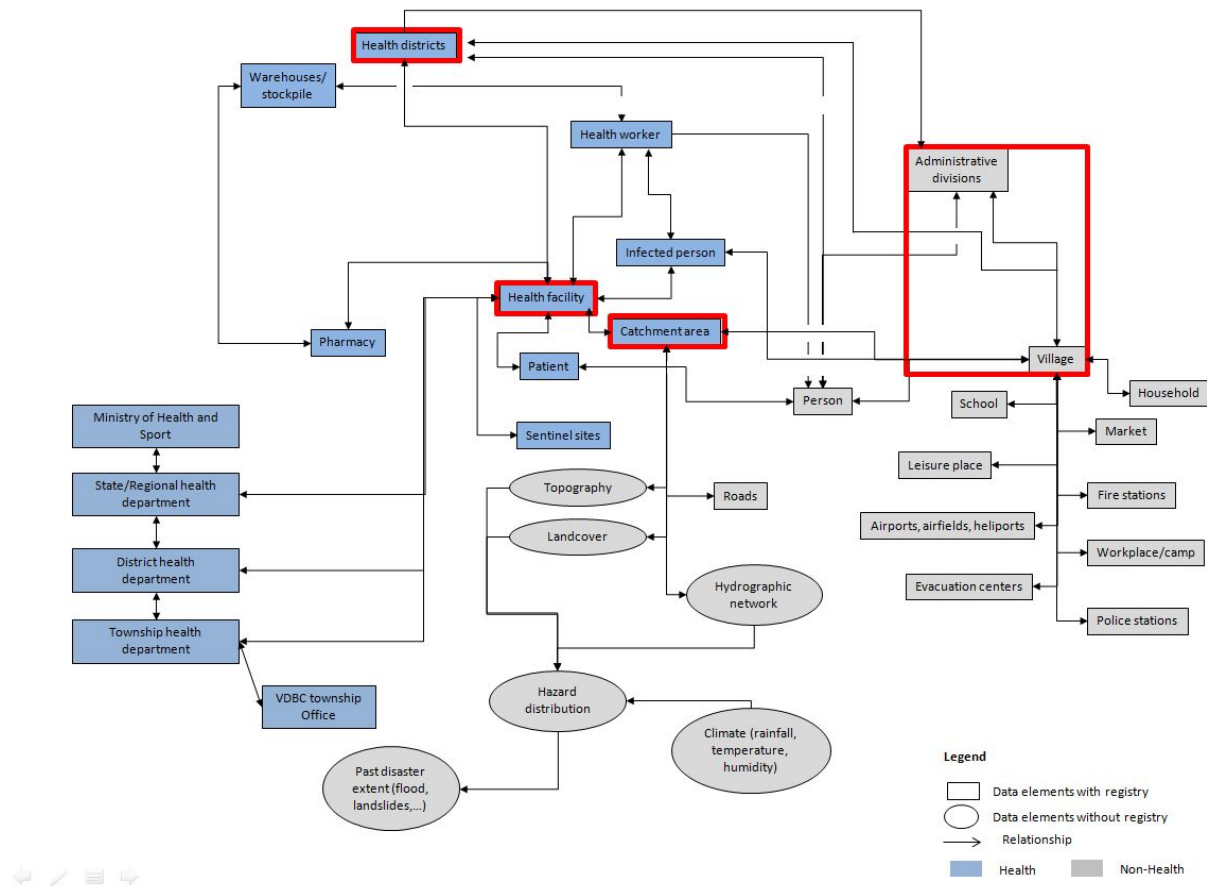 Health districts
Warehouses/
stockpile
Health worker
Administrative
divisions
Infected person
Health facility
Catchment area
Pharmacy
Patient
Village
Person
Household
School
Ministry of Health and
Sport
Sentinel sites
Market
Leisure place
State/Regional health
department
Topography
Roads
Fire stations
Landcover
Airports, airfields, heliports
District health
department
Workplace/camp
Hydrographic
network
Evacuation centers
Police stations
Township health
department
VDBC township
Office
Hazard
distribution
Climate (rainfall,
temperature,
humidity)
Past disaster
extent (flood,
landslides,...)
Legend
Data elements with registry
Data elements without registry
Relationship
Health
Non-Health